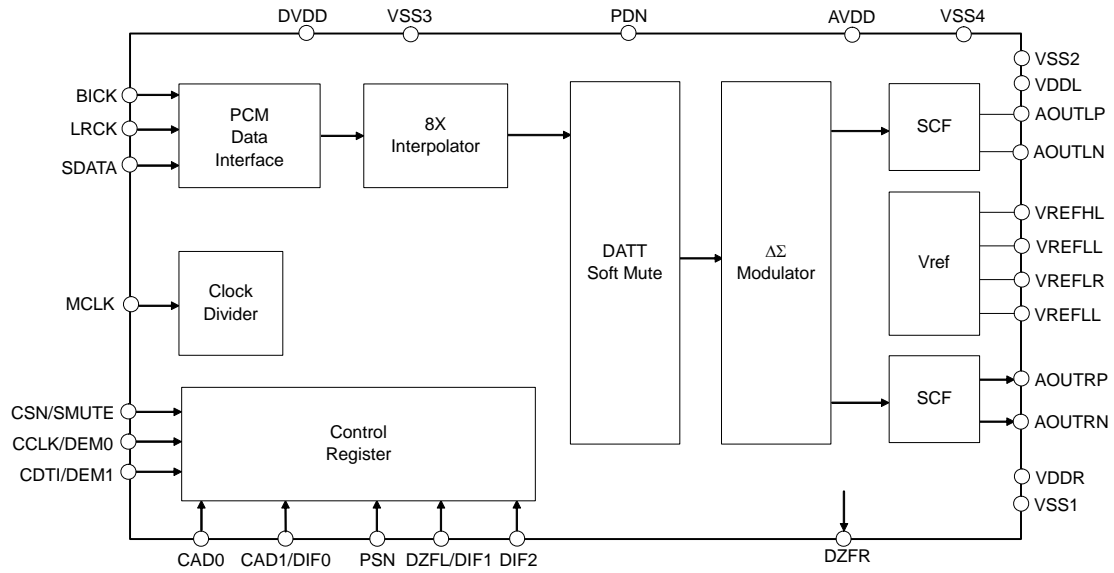 DVDD
VSS3
PDN
AVDD
VSS4
VSS2
VDDL
BICK
LRCK
SDATA
PCM
Data
Interface
8X
Interpolator
SCF
AOUTLP
AOUTLN
DATT
Soft Mute
ΔΣ
Modulator
Vref
VREFHL
VREFLL
VREFLR
VREFLL
MCLK
Clock
Divider
SCF
AOUTRP
AOUTRN
CSN/SMUTE
CCLK/DEM0
CDTI/DEM1
Control
Register
VDDR
VSS1
CAD0
CAD1/DIF0
PSN
DZFL/DIF1
DIF2
DZFR